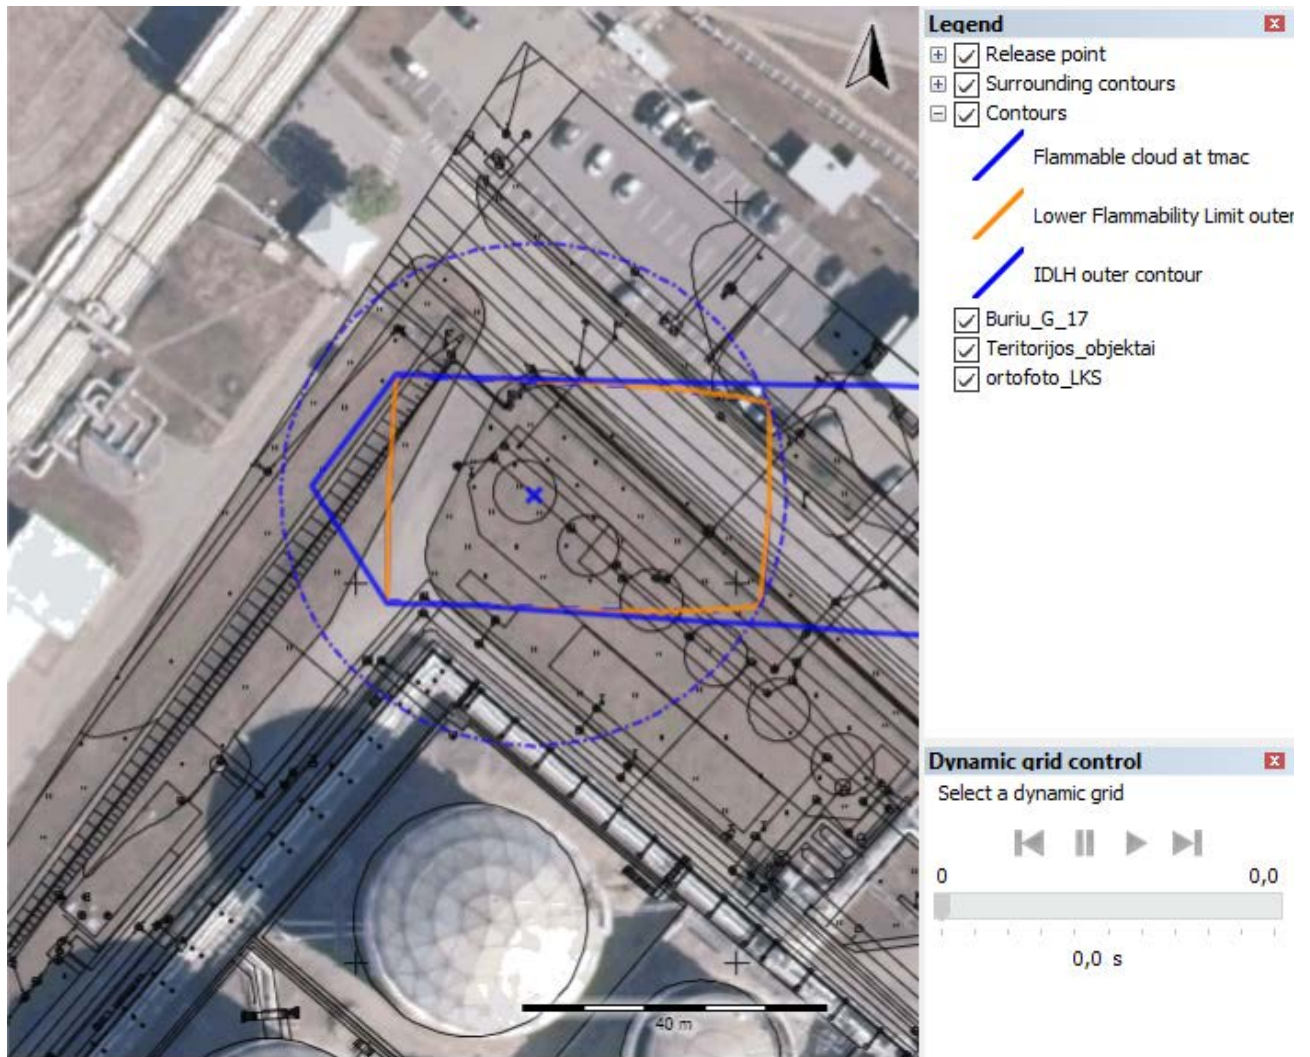 Legend
Release point
Surrounding contours
Contours
Flammable cloud at tmac
Lower Flammability Limit outer
IDLH outer contour
Buriu_G_17
Teritorijos_objektai
ortofoto_LKS
40 m
Dynamic grid control
Select a dynamic grid
0 0,0
0,0 s